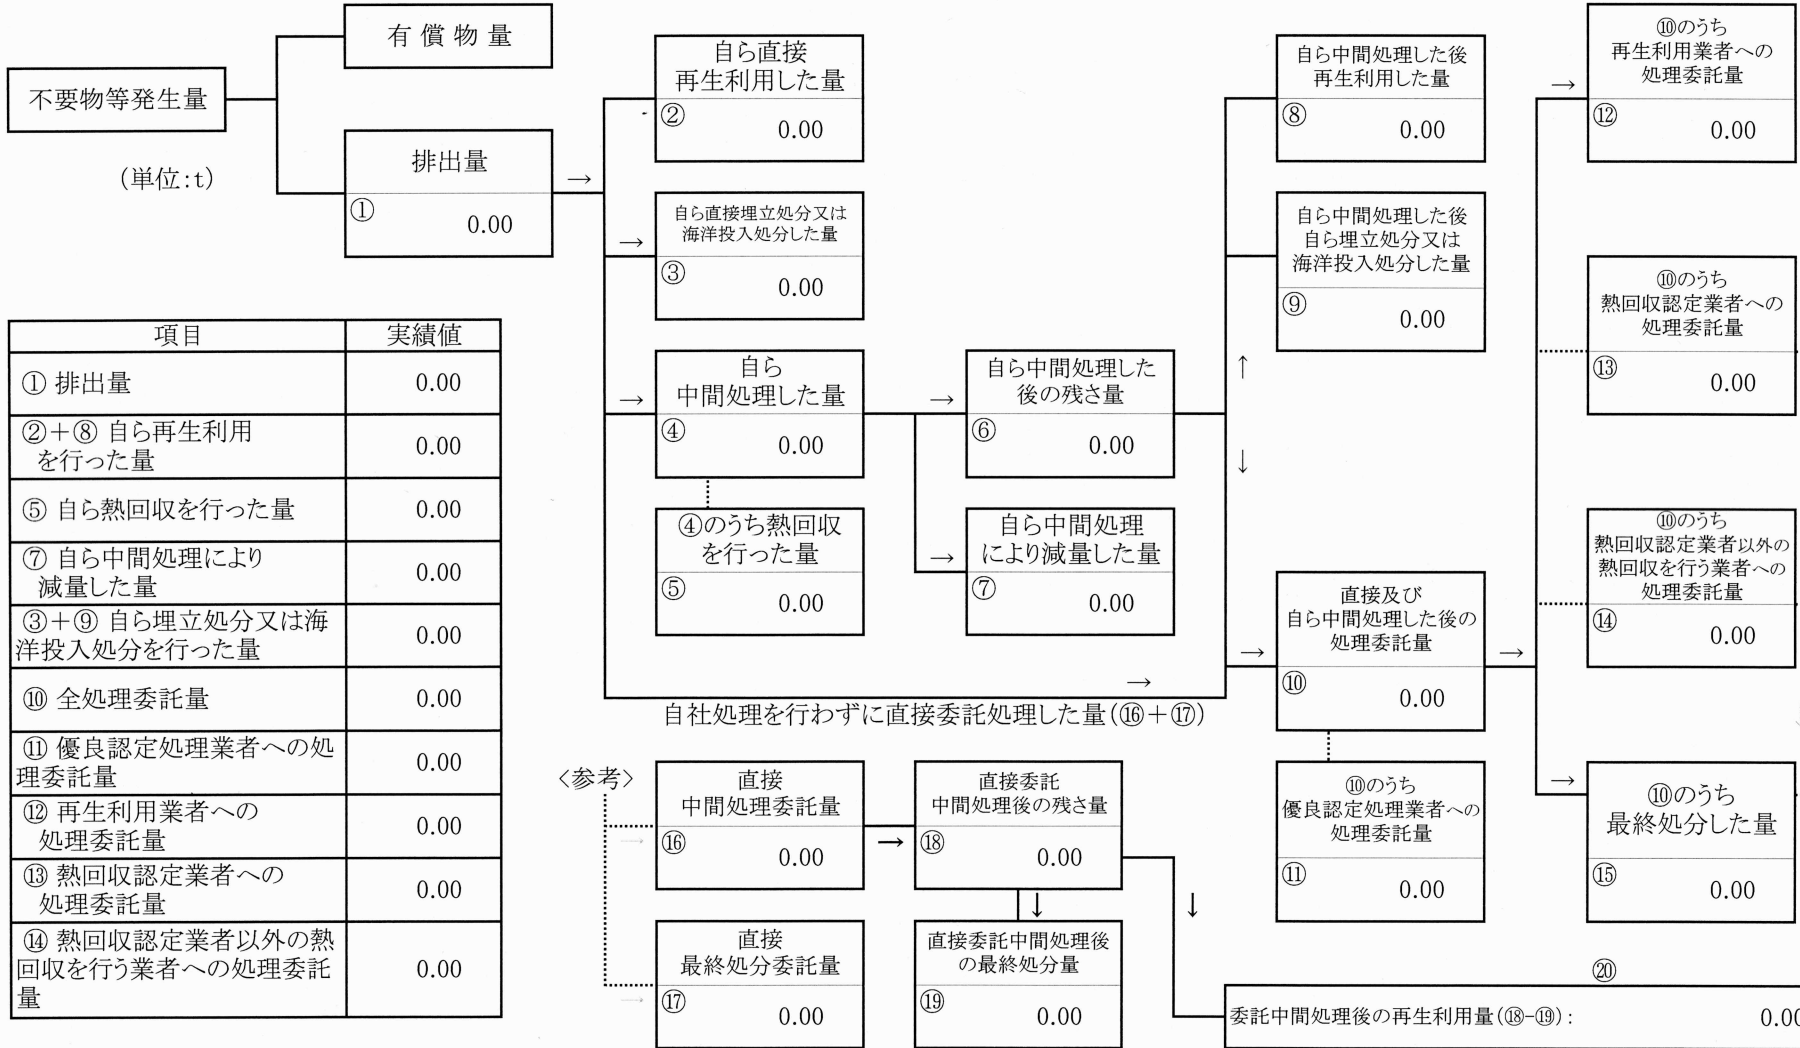 有 償 物 量
不要物等発生量
(単位:t)
排出量
→
①
0.00
自ら直接
再生利用した量
②
0.00
自ら直接埋立処分又は
海洋投入処分した量
→
③
0.00
自ら
中間処理した量
→
④
0.00
④のうち熱回収
を行った量
⑤
0.00
→
自ら中間処理した
後の残さ量
⑥
0.00
→
自ら中間処理
により減量した量
⑦
0.00
自ら中間処理した後
再生利用した量
⑧
0.00
自ら中間処理した後
自ら埋立処分又は
海洋投入処分した量
⑨
0.00
↑
↓
→
直接及び
自ら中間処理した後の
処理委託量
⑩
0.00
→
→
自社処理を行わずに直接委託処理した量(⑯+⑰)
⑩のうち
優良認定処理業者への
処理委託量
⑪
0.00
→
⑩のうち
再生利用業者への
処理委託量
⑫
0.00
⑩のうち
熱回収認定業者への
処理委託量
⑬
0.00
⑩のうち
熱回収認定業者以外の
熱回収を行う業者への
処理委託量
⑭
0.00
→
⑩のうち
最終処分した量
⑮
0.00
項目 実績値
① 排出量 0.00
②+⑧ 自ら再生利用
を行った量 0.00
⑤ 自ら熱回収を行った量 0.00
⑦ 自ら中間処理により
減量した量 0.00
③+⑨ 自ら埋立処分又は海
洋投入処分を行った量 0.00
⑩ 全処理委託量 0.00
⑪ 優良認定処理業者への処
理委託量 0.00
⑫ 再生利用業者への
処理委託量 0.00
⑬ 熱回収認定業者への
処理委託量 0.00
⑭ 熱回収認定業者以外の熱
回収を行う業者への処理委託
量 0.00
〈参考〉
→
直接
中間処理委託量
⑯
0.00
→
直接委託
中間処理後の残さ量
⑱
0.00
↓
↓
→
直接
最終処分委託量
⑰
0.00
直接委託中間処理後
の最終処分量
⑲
0.00
⑳
委託中間処理後の再生利用量(⑱-⑲): 0.00